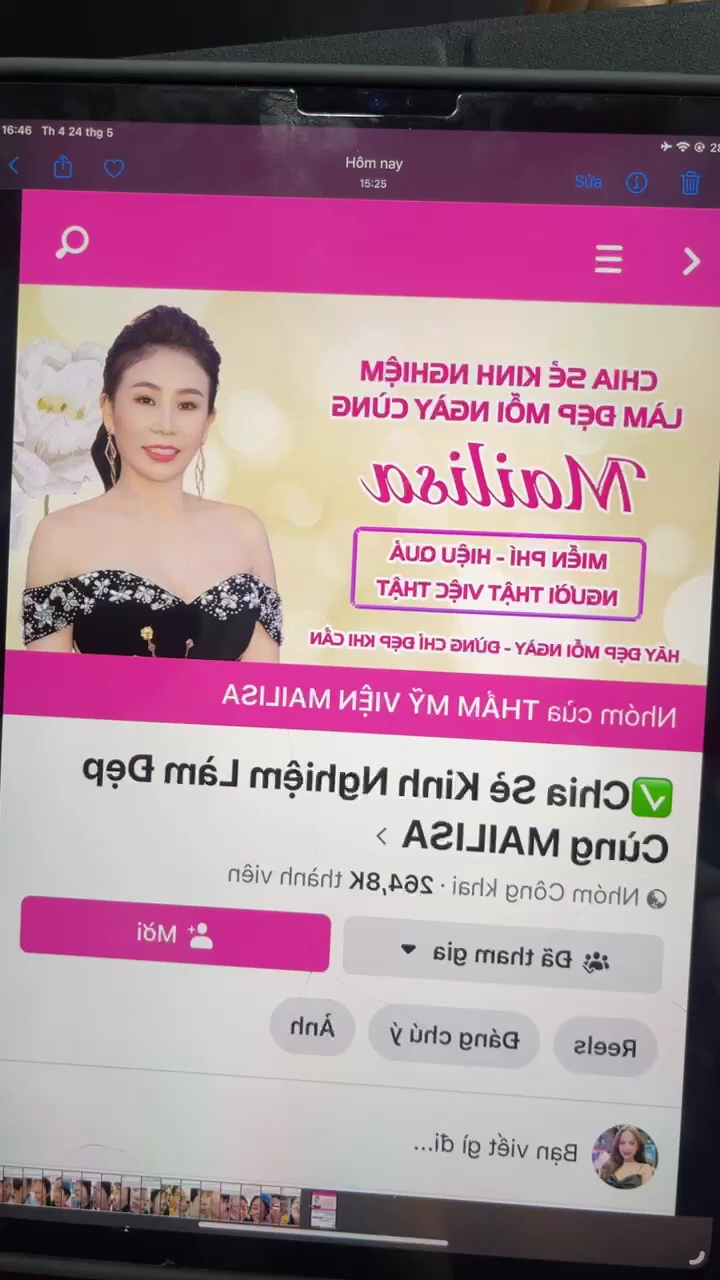 16:46 Th 4 24 thg 5
Hôm nay
15:25
Sửa
28
CHIA SẺ KINH NGHIỆM
LÀM ĐẸP MỖI NGÀY CÙNG
Mailisa
MIỄN PHÍ - HIỆU QUẢ
NGƯỜI THẬT VIỆC THẬT
HÃY ĐẸP MỖI NGÀY - ĐỪNG CHỈ ĐẸP KHI CẦN
Nhóm của THẨM MỸ VIỆN MAILISA
Chia Sẻ Kinh Nghiệm Làm Đẹp
Cùng MAILISA
Nhóm Công khai · 264,8K thành viên
Đã tham gia
Mời
Reels
Đáng chú ý
Ảnh
Bạn viết gì đi...